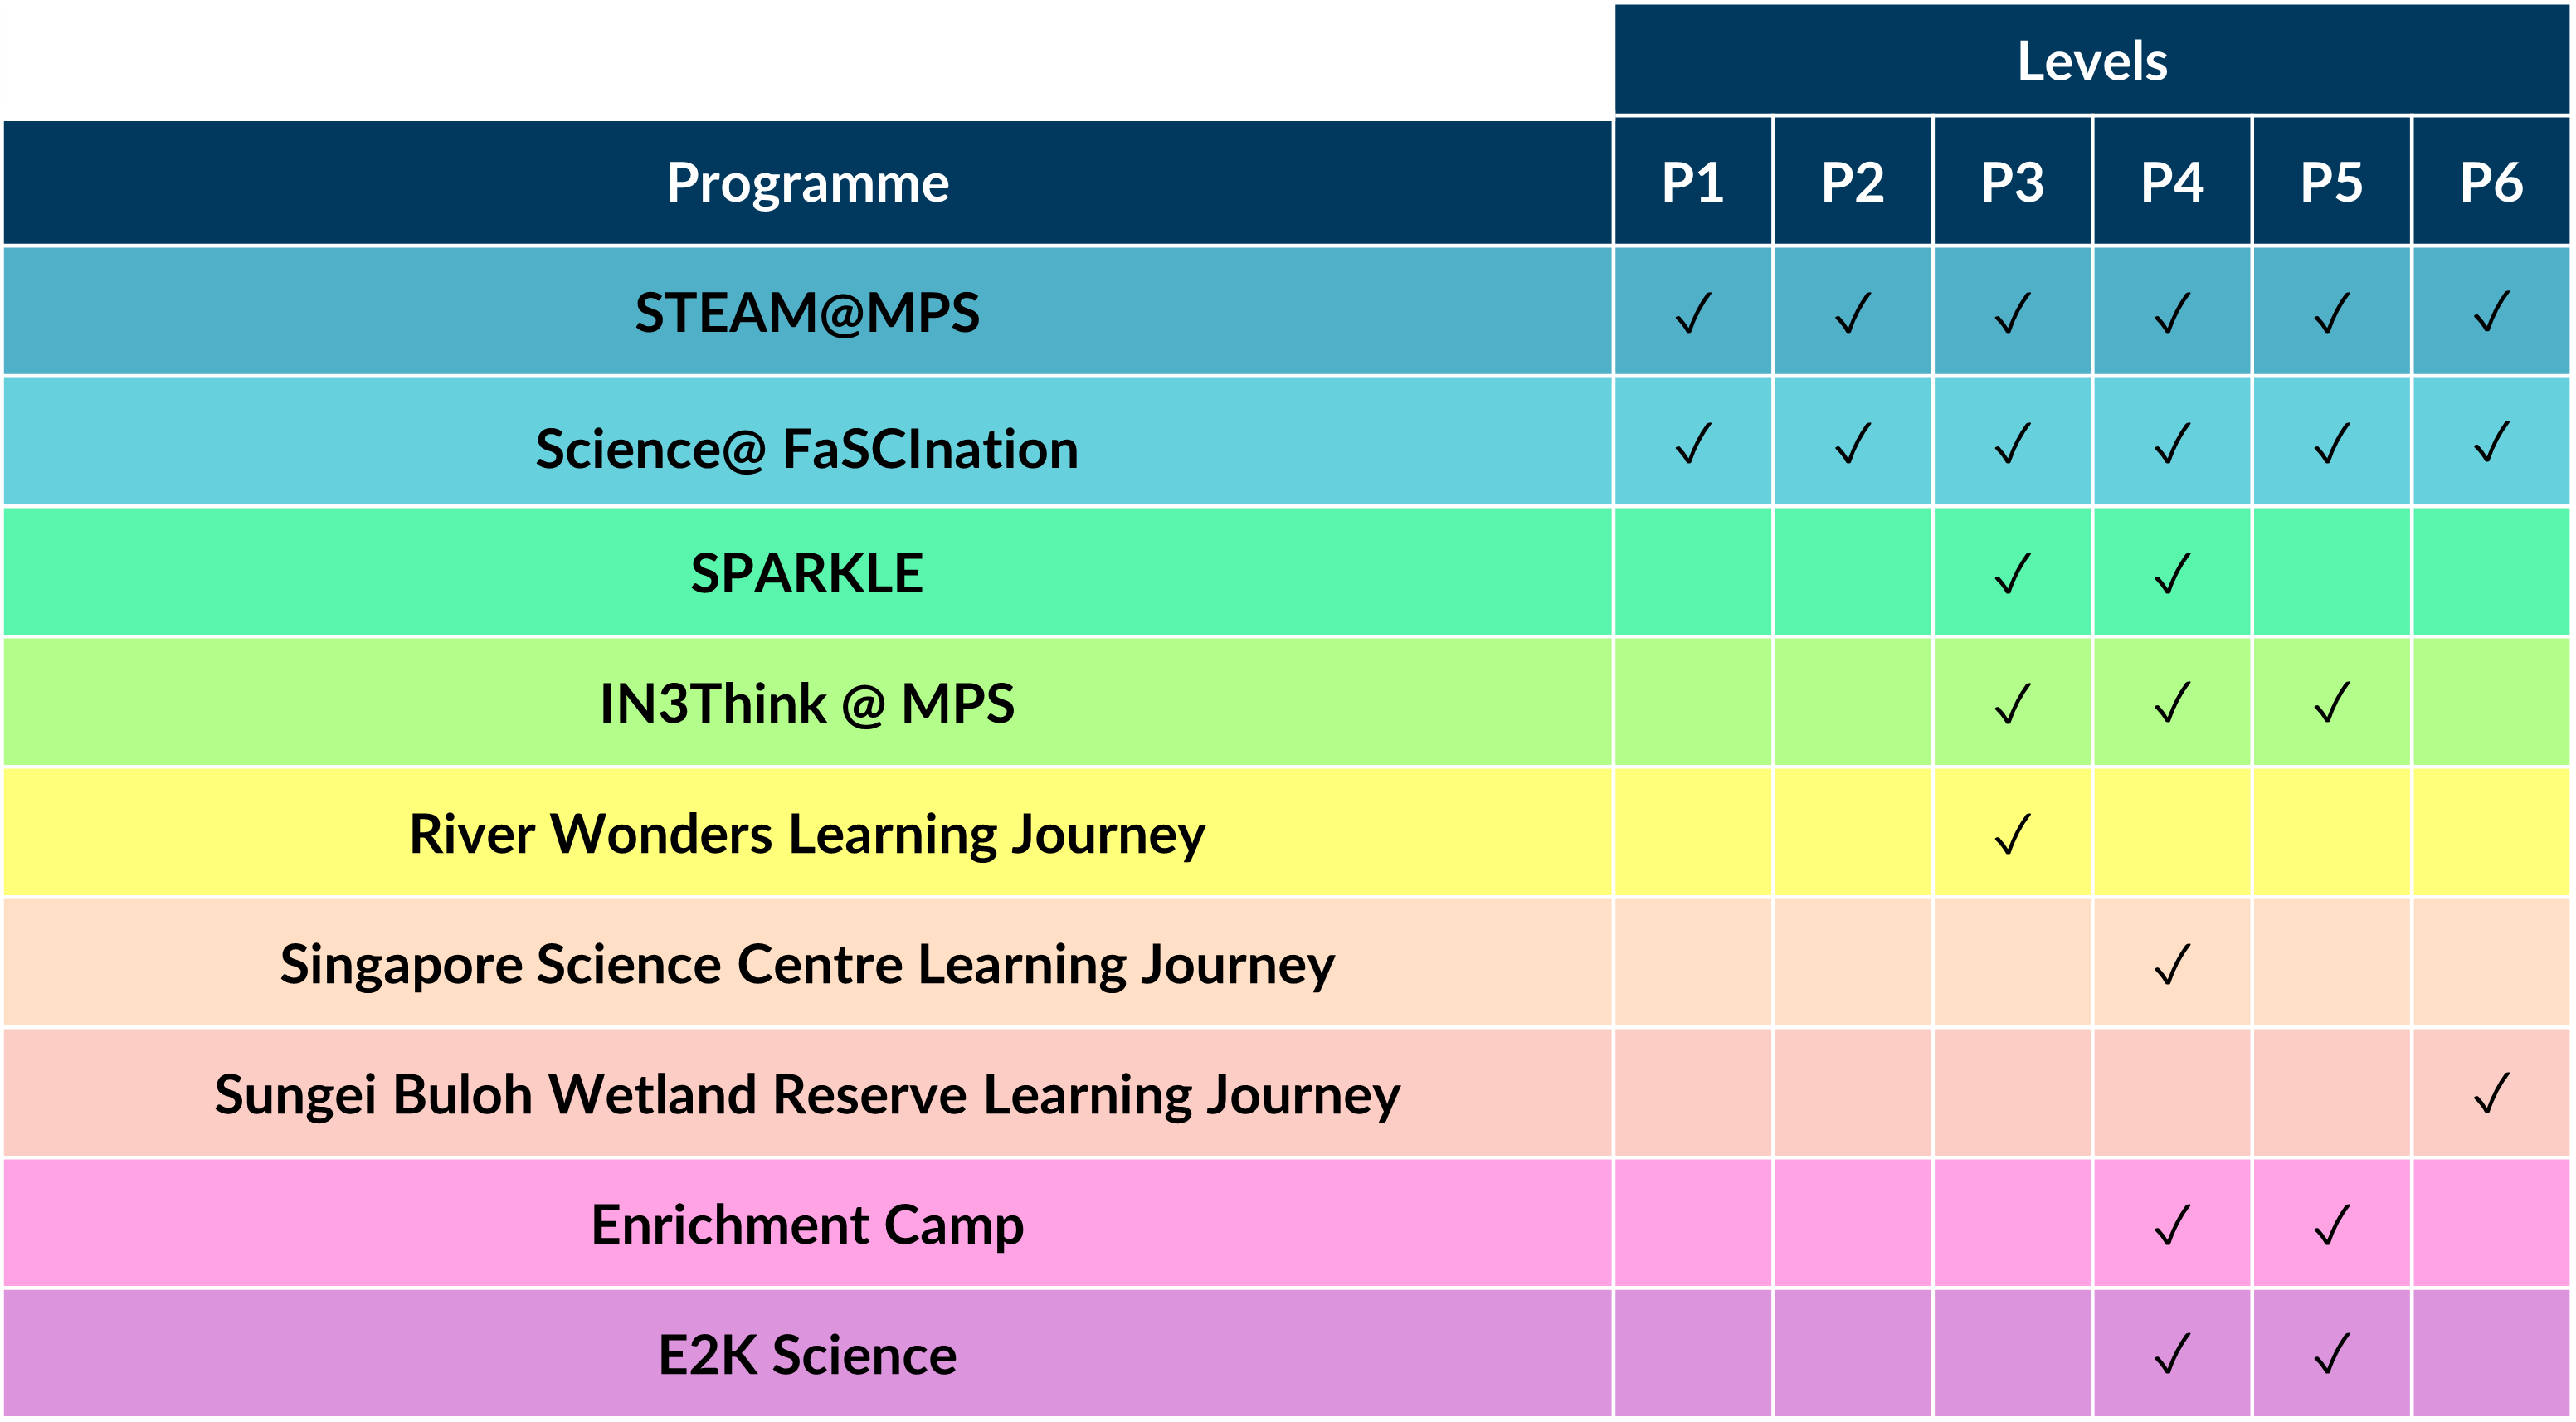 Levels
Programme P1 P2 P3 P4 P5 P6
STEAM@MPS ✓ ✓ ✓ ✓ ✓ ✓
Science@ FaSCInation ✓ ✓ ✓ ✓ ✓ ✓
SPARKLE ✓ ✓
IN3Think @ MPS ✓ ✓ ✓
River Wonders Learning Journey ✓
Singapore Science Centre Learning Journey ✓
Sungei Buloh Wetland Reserve Learning Journey ✓
Enrichment Camp ✓ ✓
E2K Science ✓ ✓